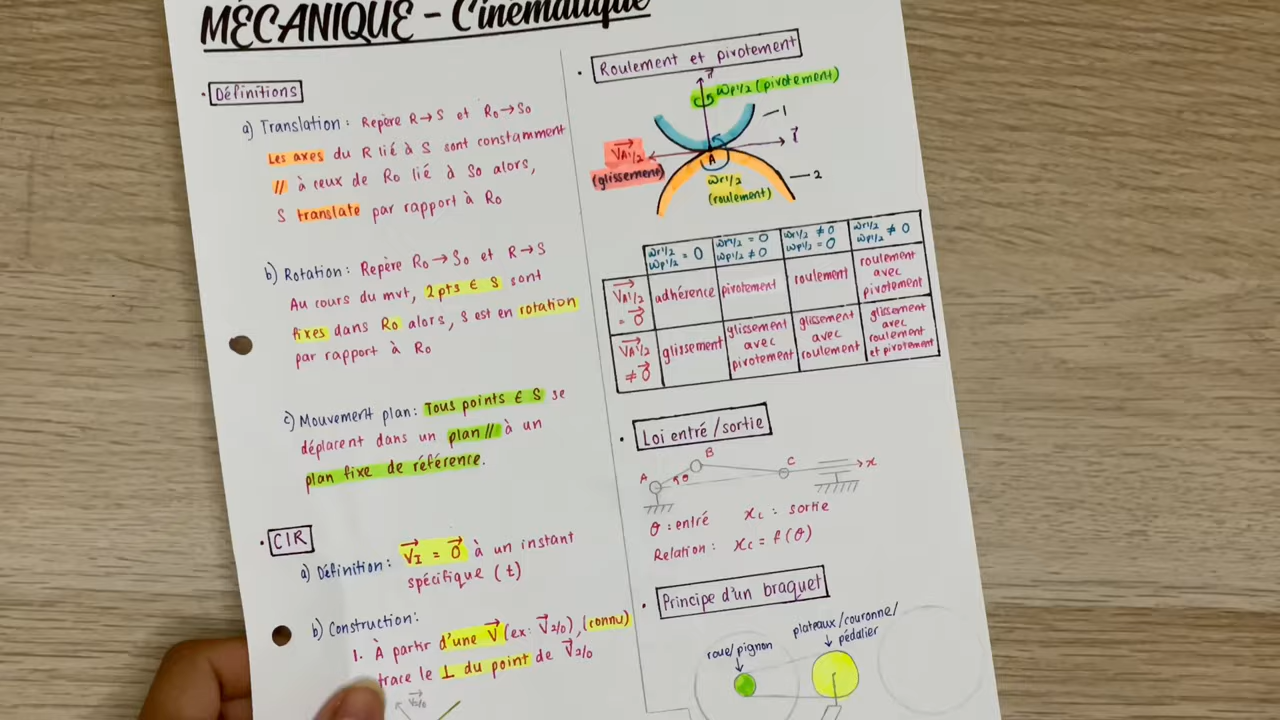 MÉCANIQUE - Cinématique
• Définitions
a) Translation : Repère R→S et R0→S0
Les axes du R lié à S sont constamment
// à ceux de R0 lié à S0 alors,
S translate par rapport à R0
b) Rotation : Repère R0→S0 et R→S
Au cours du mvt, 2pts ∈ S sont
fixes dans R0 alors, S est en rotation
par rapport à R0
c) Mouvement plan : Tous points ∈ S se
déplacent dans un plan // à un
plan fixe de référence.
• CIR
a) Définition : V⃗I = 0⃗ à un instant
spécifique (t)
b) Construction :
1. À partir d'une V⃗ (ex: V⃗2/0), (connu)
trace le ⊥ du point de V⃗2/0
V⃗2/0
• Roulement et pivotement
n⃗
ωp1/2 (pivotement)
1
V⃗A1/2
(glissement)
A
ωr1/2
(roulement)
2
ωr1/2 ωp1/2 = 0
ωr1/2 = 0 ωp1/2 ≠ 0
ωr1/2 ≠ 0 ωp1/2 = 0
ωr1/2 ωp1/2 ≠ 0
V⃗A1/2 = 0⃗
adhérence
pivotement
roulement
roulement avec pivotement
V⃗A1/2 ≠ 0⃗
glissement
glissement avec pivotement
glissement avec roulement
glissement avec roulement et pivotement
• Loi entré/sortie
A
θ
B
C
x
θ : entré xc : sortie
Relation : xc = f(θ)
• Principe d'un braquet
roue/pignon
plateaux/couronne/
pédalier